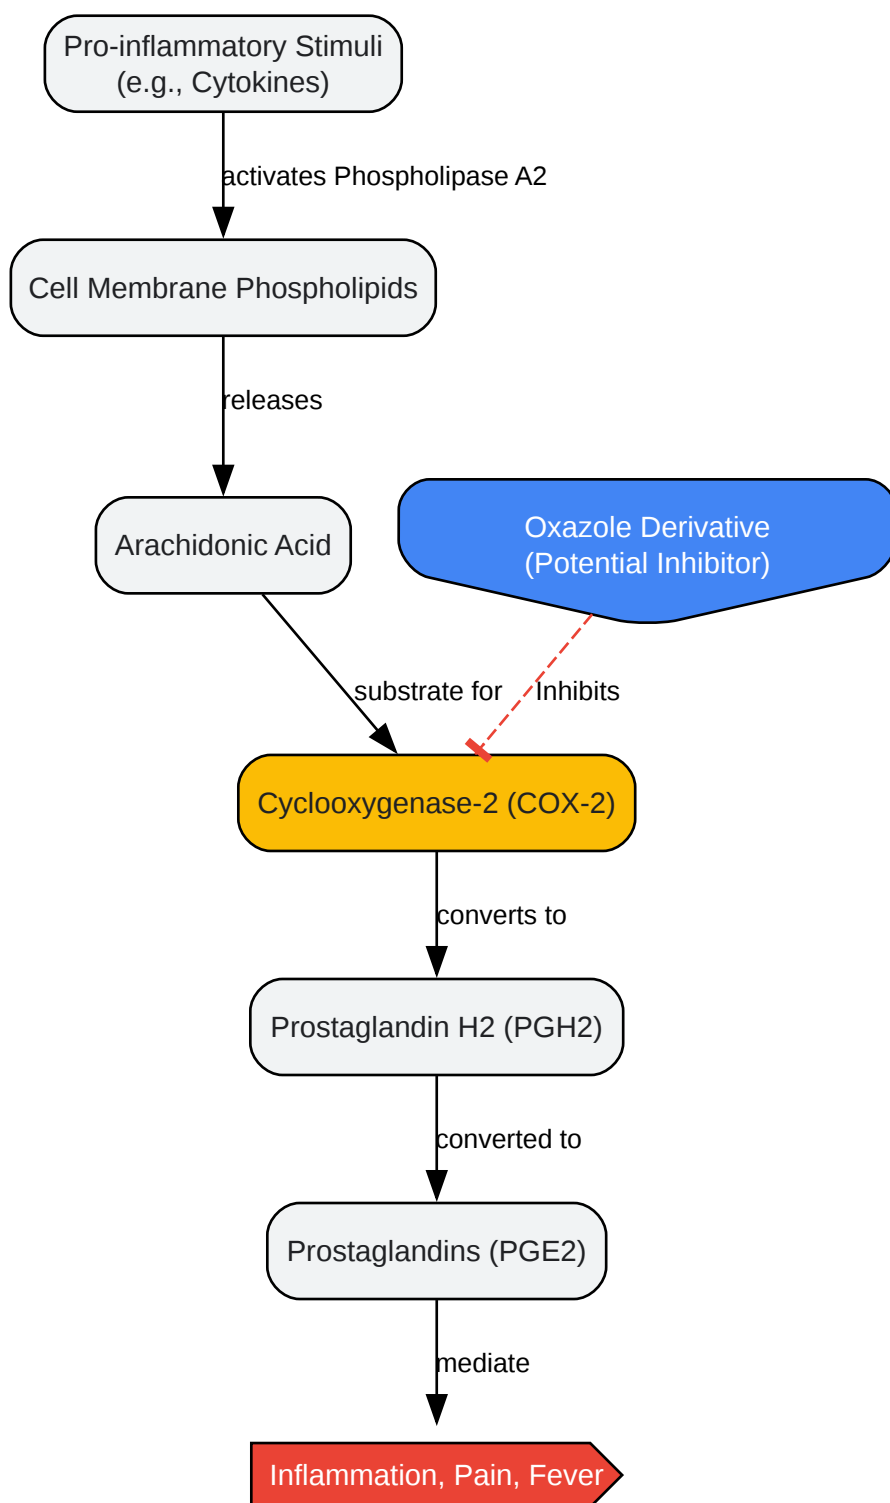 Pro-inflammatory Stimuli
(e.g., Cytokines)
activates Phospholipase A2
Cell Membrane Phospholipids
releases
Arachidonic Acid
Oxazole Derivative
(Potential Inhibitor)
substrate for
Inhibits
Cyclooxygenase-2 (COX-2)
converts to
Prostaglandin H2 (PGH2)
converted to
Prostaglandins (PGE2)
mediate
Inflammation, Pain, Fever